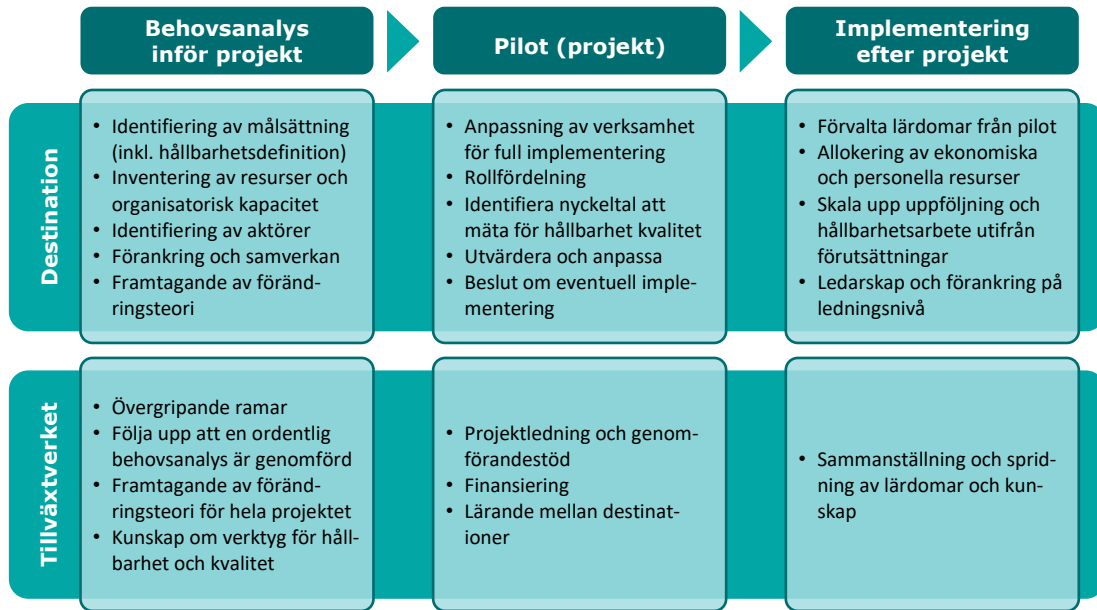 Behovsanalys
inför projekt
Pilot (projekt)
Implementering
efter projekt
Destination
• Identifiering av målsättning
(inkl. hållbarhetsdefinition)
• Inventering av resurser och
organisatorisk kapacitet
• Identifiering av aktörer
• Förankring och samverkan
• Framtagande av föränd-
ringsteori
• Anpassning av verksamhet
för full implementering
• Rollfördelning
• Identifiera nyckeltal att
mäta för hållbarhet kvalitet
• Utvärdera och anpassa
• Beslut om eventuell imple-
mentering
• Förvalta lärdomar från pilot
• Allokering av ekonomiska
och personella resurser
• Skala upp uppföljning och
hållbarhetsarbete utifrån
förutsättningar
• Ledarskap och förankring på
ledningsnivå
Tillväxtverket
• Övergripande ramar
• Följa upp att en ordentlig
behovsanalys är genomförd
• Framtagande av föränd-
ringsteori för hela projektet
• Kunskap om verktyg för håll-
barhet och kvalitet
• Projektledning och genom-
förandestöd
• Finansiering
• Lärande mellan destinat-
ioner
• Sammanställning och sprid-
ning av lärdomar och kun-
skap